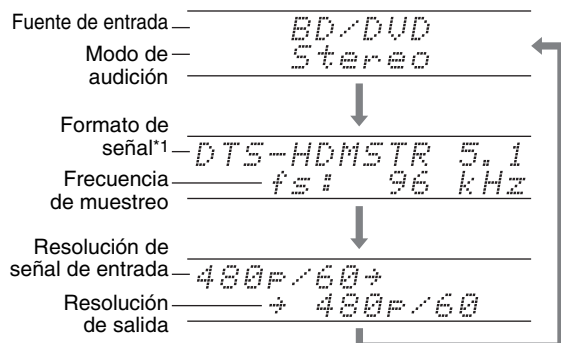 Fuente de entrada
BD/DVD
Modo de
audición
Stereo
Formato de
señal*1
DTS-HDMSTR 5.1
Frecuencia
de muestreo
fs: 96 kHz
Resolución de
señal de entrada
480p/60→
Resolución
de salida
→ 480p/60